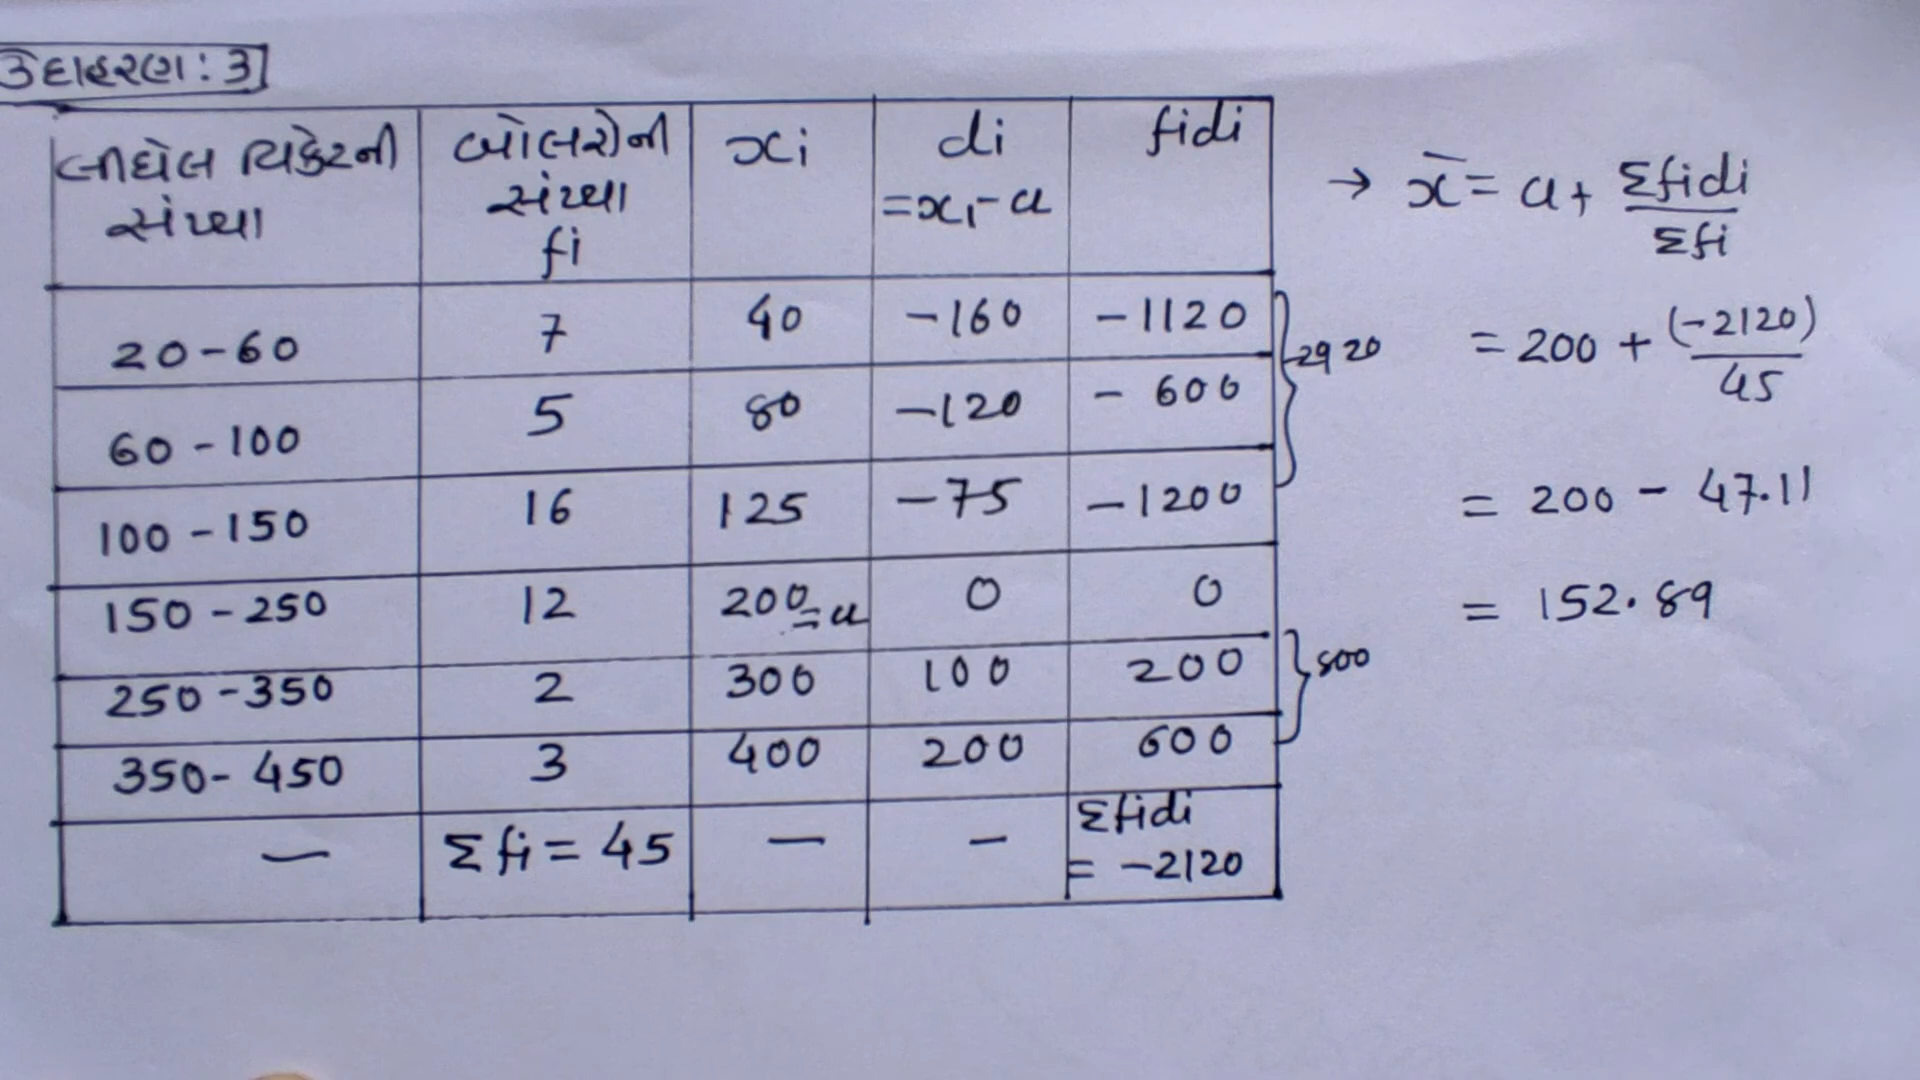 ઉદાહરણ : 3
લીધેલ વિકેટની સંખ્યા | બોલરોની સંખ્યા fi | xi | di = xi - a | fidi
20 - 60 | 7 | 40 | -160 | -1120
60 - 100 | 5 | 80 | -120 | - 600
100 - 150 | 16 | 125 | -75 | -1200
150 - 250 | 12 | 200 = a | 0 | 0
250 - 350 | 2 | 300 | 100 | 200
350 - 450 | 3 | 400 | 200 | 600
— | Σfi = 45 | — | — | Σfidi = -2120
-2920
800
→ x̄ = a + Σfidi / Σfi
= 200 + (-2120) / 45
= 200 - 47.11
= 152.89